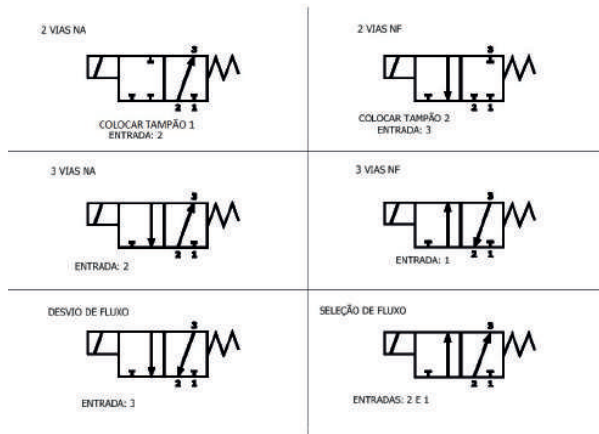 2 VIAS NA
3
2 1
COLOCAR TAMPÃO 1
ENTRADA: 2
2 VIAS NF
3
2 1
COLOCAR TAMPÃO 2
ENTRADA: 3
3 VIAS NA
3
2 1
ENTRADA: 2
3 VIAS NF
3
2 1
ENTRADA: 1
DESVIO DE FLUXO
3
2 1
ENTRADA: 3
SELEÇÃO DE FLUXO
3
2 1
ENTRADAS: 2 E 1